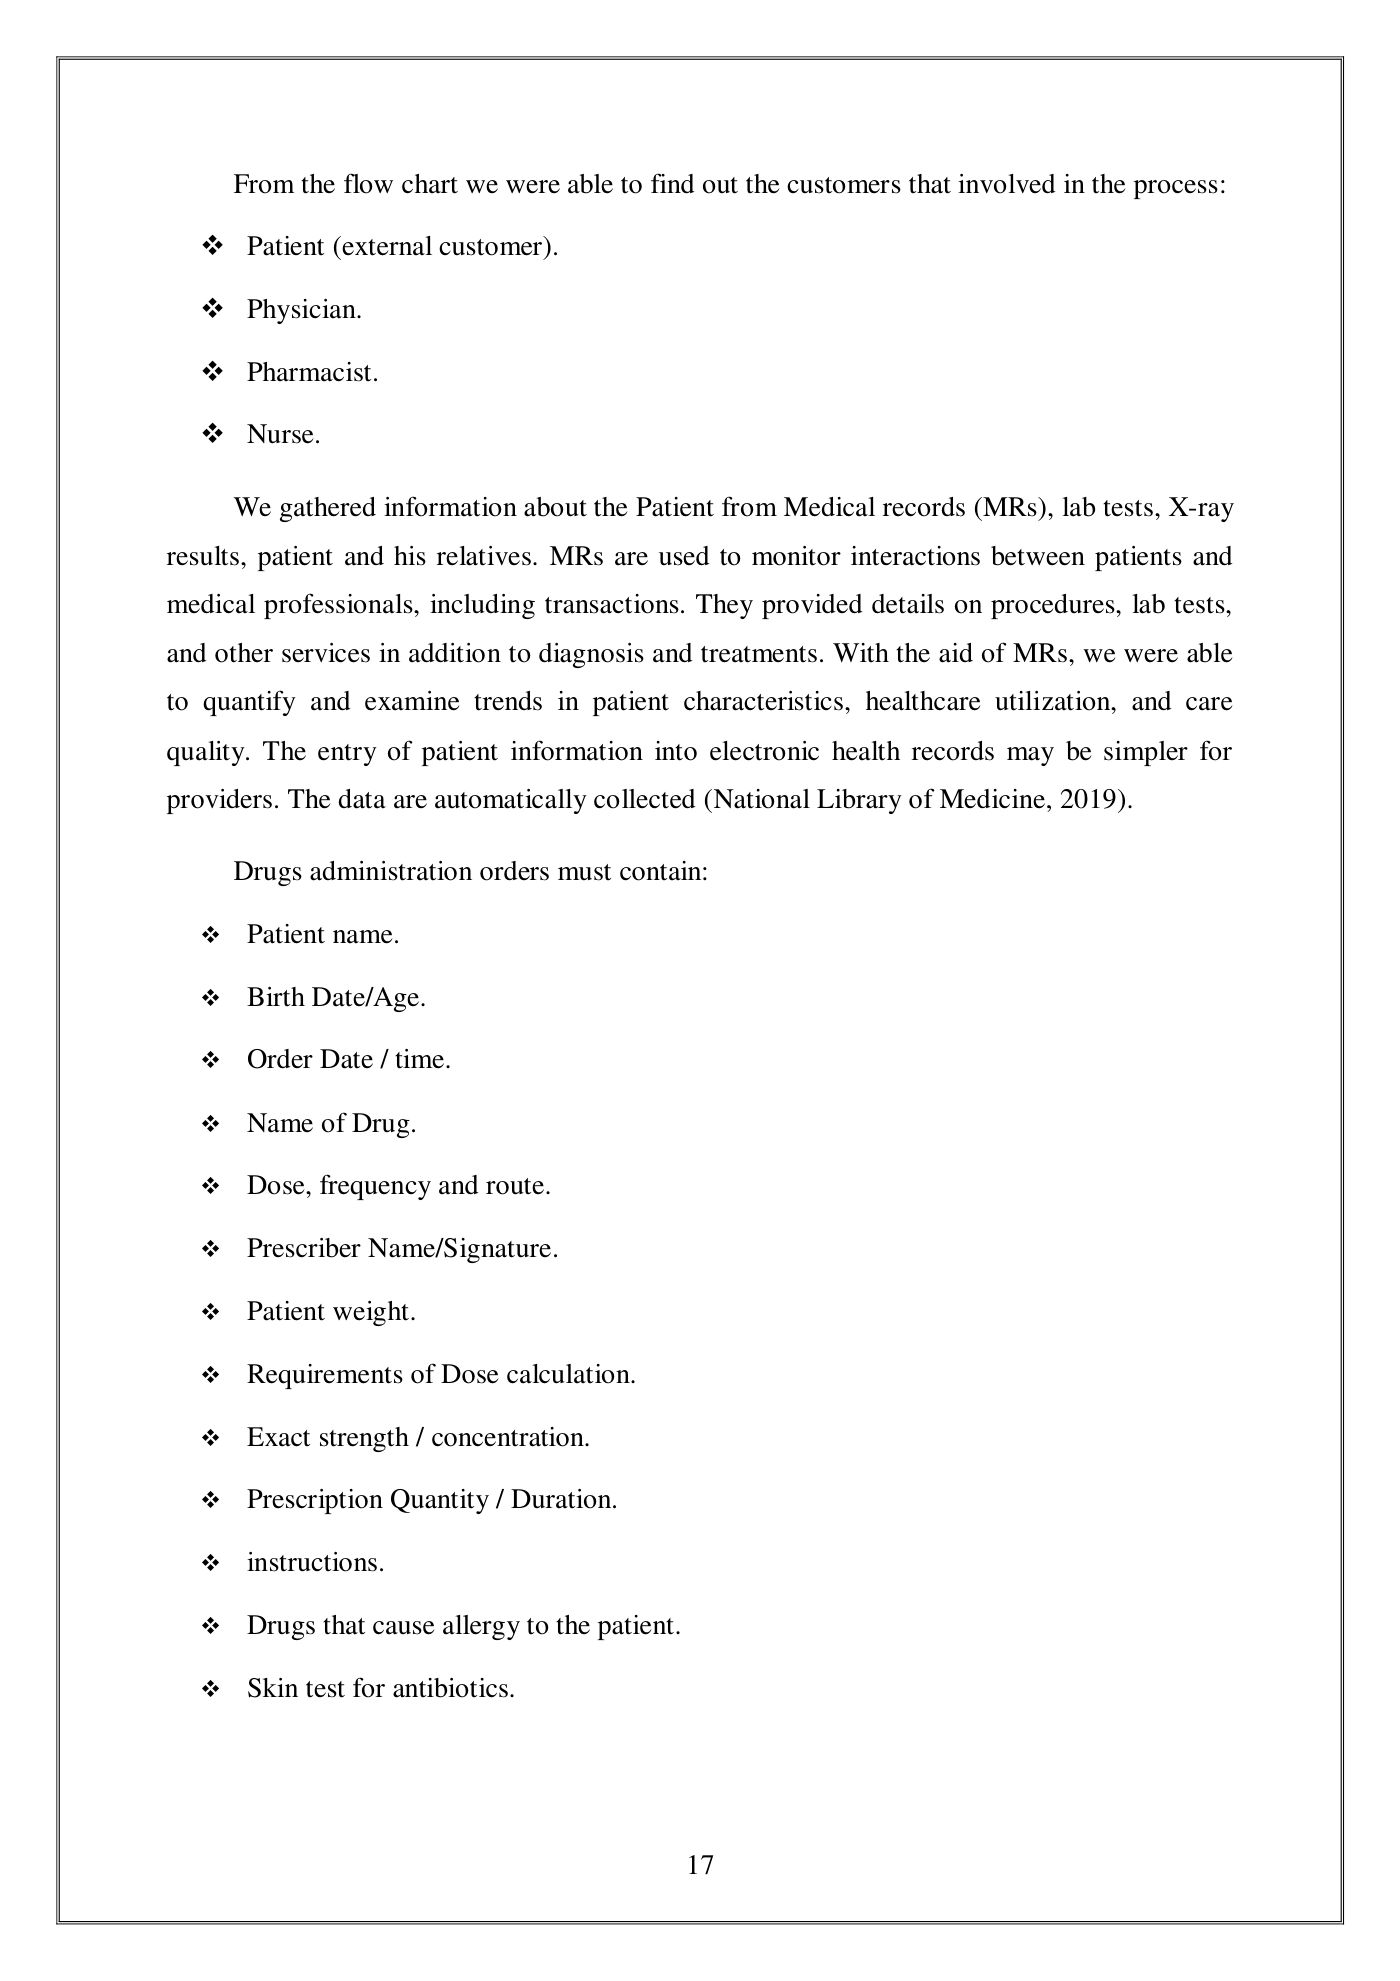 From the flow chart we were able to find out the customers that involved in the process:
❖ Patient (external customer).
❖ Physician.
❖ Pharmacist.
❖ Nurse.
We gathered information about the Patient from Medical records (MRs), lab tests, X-ray
results, patient and his relatives. MRs are used to monitor interactions between patients and
medical professionals, including transactions. They provided details on procedures, lab tests,
and other services in addition to diagnosis and treatments. With the aid of MRs, we were able
to quantify and examine trends in patient characteristics, healthcare utilization, and care
quality. The entry of patient information into electronic health records may be simpler for
providers. The data are automatically collected (National Library of Medicine, 2019).
Drugs administration orders must contain:
❖ Patient name.
❖ Birth Date/Age.
❖ Order Date / time.
❖ Name of Drug.
❖ Dose, frequency and route.
❖ Prescriber Name/Signature.
❖ Patient weight.
❖ Requirements of Dose calculation.
❖ Exact strength / concentration.
❖ Prescription Quantity / Duration.
❖ instructions.
❖ Drugs that cause allergy to the patient.
❖ Skin test for antibiotics.
17